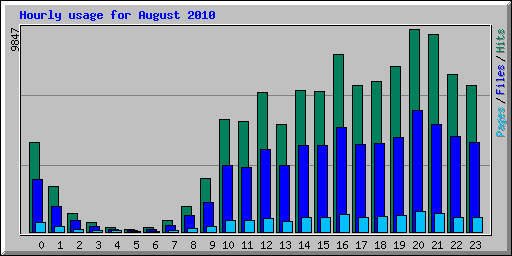 Hourly usage for August 2010
9847
Pages / Files / Hits
0 1 2 3 4 5 6 7 8 9 10 11 12 13 14 15 16 17 18 19 20 21 22 23